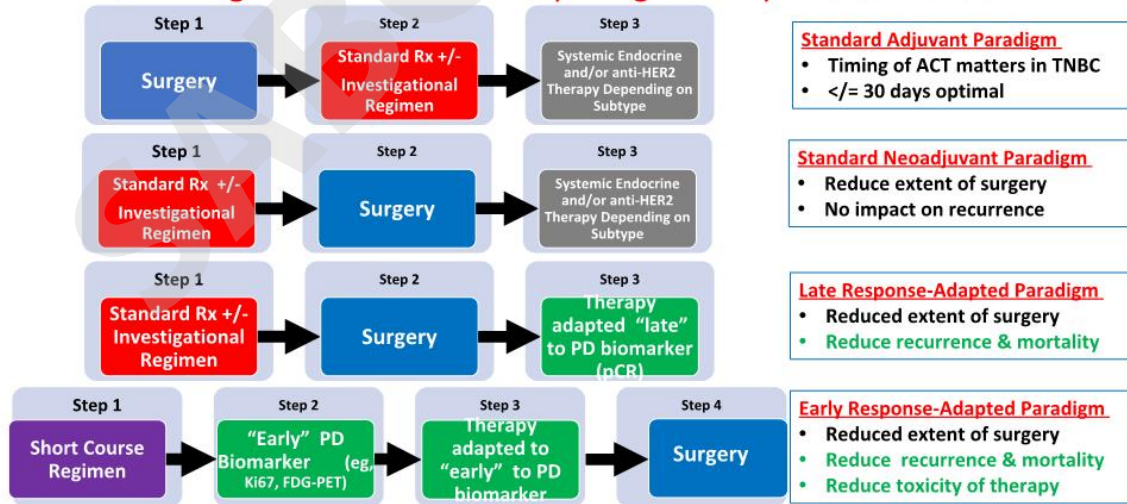 Step 1
Step 2
Step 3
Surgery
Standard Rx +/-
Investigational
Regimen
Systemic Endocrine
and/or anti-HER2
Therapy Depending on
Subtype
Standard Adjuvant Paradigm
• Timing of ACT matters in TNBC
• </= 30 days optimal
Step 1
Step 2
Step 3
Standard Rx +/-
Investigational
Regimen
Surgery
Systemic Endocrine
and/or anti-HER2
Therapy Depending on
Subtype
Standard Neoadjuvant Paradigm
• Reduce extent of surgery
• No impact on recurrence
Step 1
Step 2
Step 3
Standard Rx +/-
Investigational
Regimen
Surgery
Therapy
adapted "late"
to PD biomarker
(pCR)
Late Response-Adapted Paradigm
• Reduced extent of surgery
• Reduce recurrence & mortality
Step 1
Step 2
Step 3
Step 4
Short Course
Regimen
"Early" PD
Biomarker (eg,
Ki67, FDG-PET)
Therapy
adapted to
"early" to PD
biomarker
Surgery
Early Response-Adapted Paradigm
• Reduced extent of surgery
• Reduce recurrence & mortality
• Reduce toxicity of therapy